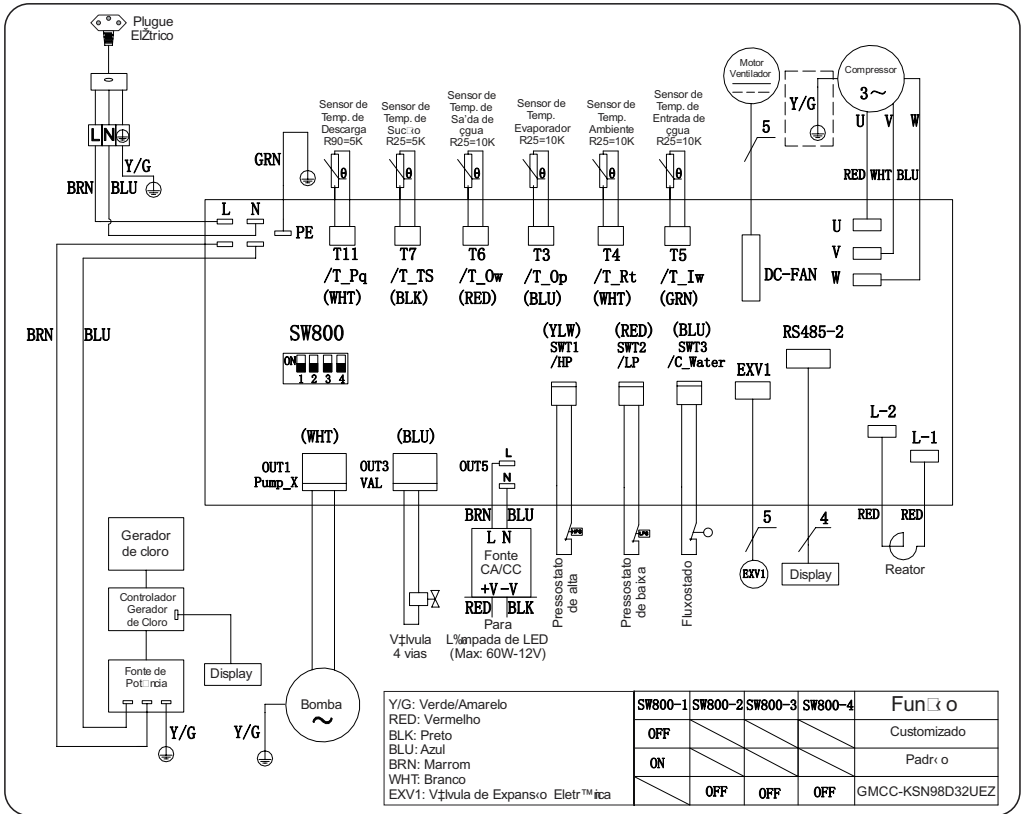 Plugue
ElŽtrico
L N
Y/G
BRN
BLU
GRN
Sensor de
Temp. de
Descarga
R90=5K
Sensor de
Temp. de
Suc‹o
R25=5K
Sensor de
Temp. de
Sa'da de
çgua
R25=10K
Sensor de
Temp.
Evaporador
R25=10K
Sensor de
Temp.
Ambiente
R25=10K
Sensor de
Temp. de
Entrada de
çgua
R25=10K
θ θ θ θ θ θ
Motor
Ventilador
5
Y/G
Compressor
3~
U V W
RED WHT BLU
L N
PE
T11
/T_Pq
(WHT)
T7
/T_TS
(BLK)
T6
/T_Ow
(RED)
T3
/T_Op
(BLU)
T4
/T_Rt
(WHT)
T5
/T_Iw
(GRN)
DC-FAN
U
V
W
BRN
BLU
SW800
ON
1 2 3 4
(YLW)
SWT1
/HP
(RED)
SWT2
/LP
(BLU)
SWT3
/C_Water
EXV1
RS485-2
L-2
L-1
(WHT)
OUT1
Pump_X
(BLU)
OUT3
VAL
OUT5
L
N
BRN BLU
L N
Fonte
CA/CC
+V -V
RED BLK
Para
L‰mpada de LED
(Max: 60W-12V)
V‡lvula
4 vias
Pressostato
de alta
Pressostato
de baixa
Fluxostado
5
EXV1
4
Display
RED RED
Reator
Gerador
de cloro
Controlador
Gerador
de Cloro
Display
Fonte de
Pot□ncia
Y/G
Y/G
Bomba
~
Y/G: Verde/Amarelo
RED: Vermelho
BLK: Preto
BLU: Azul
BRN: Marrom
WHT: Branco
EXV1: V‡lvula de Expans‹o Eletr™nica
SW800-1 SW800-2 SW800-3 SW800-4 Fun□‹o
OFF Customizado
ON Padr‹o
OFF OFF OFF GMCC-KSN98D32UEZ